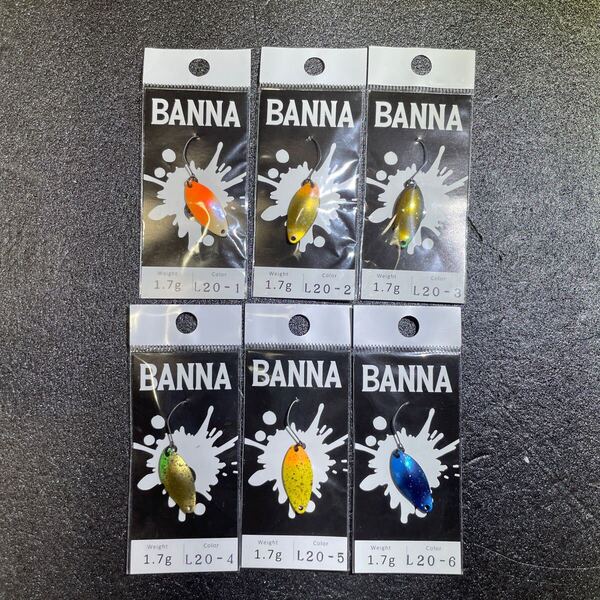 BANNA
Weight Color
1.7g L20-1
BANNA
Weight Color
1.7g L20-2
BANNA
Weight Color
1.7g L20-3
BANNA
Weight Color
1.7g L20-4
BANNA
Weight Color
1.7g L20-5
BANNA
Weight Color
1.7g L20-6